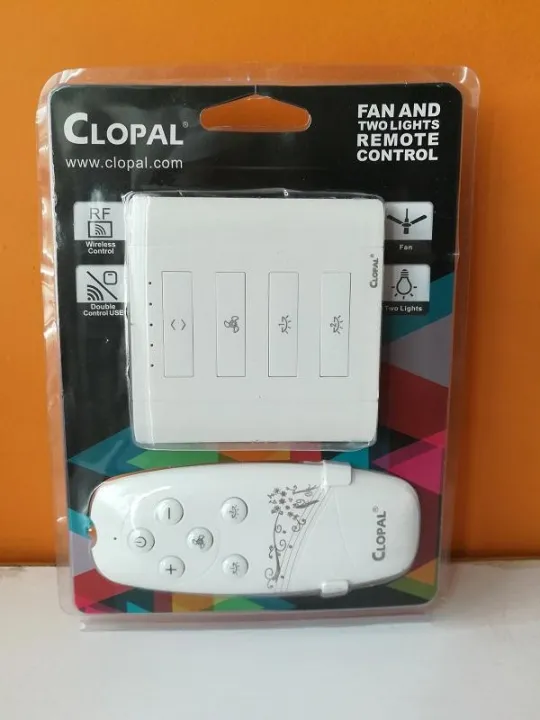 CLOPAL®
www.clopal.com
FAN AND
TWO LIGHTS
REMOTE
CONTROL
RF
Wireless
Control
Double
Control USE
Fan
Two Lights
CLOPAL®
CLOPAL®